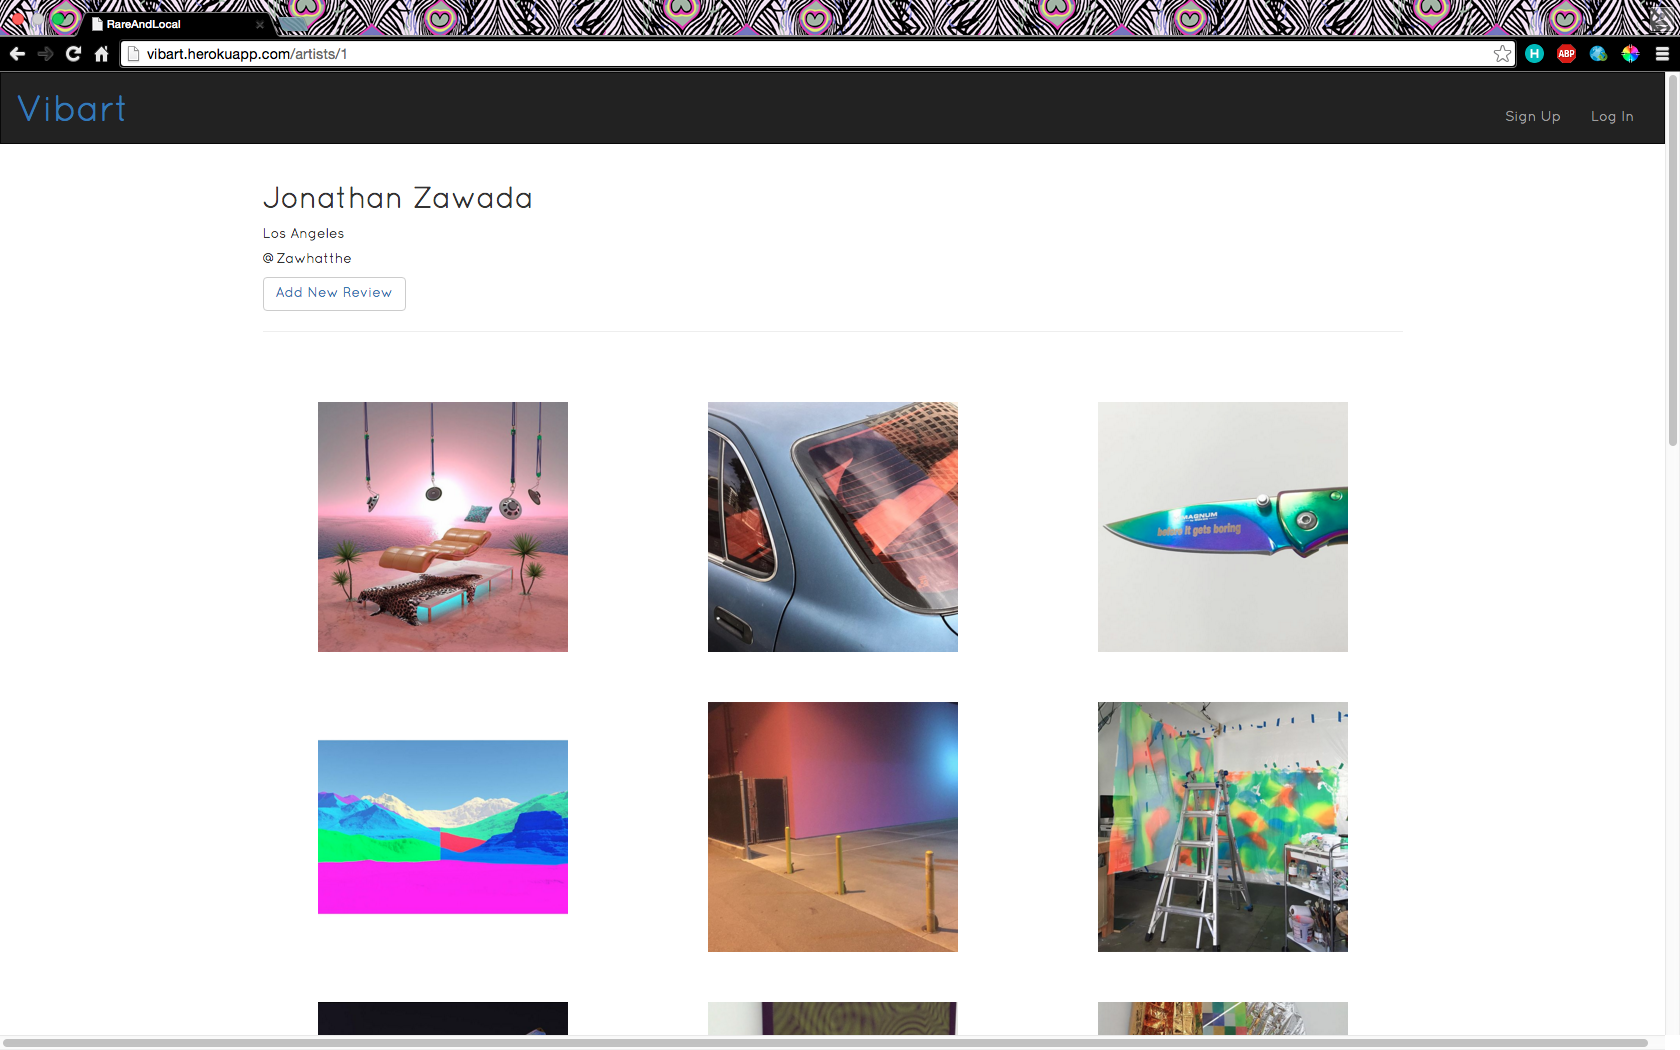 RareAndLocal
vibart.herokuapp.com/artists/1
H
ABP
Vibart
Sign Up
Log In
Jonathan Zawada
Los Angeles
@Zawhatthe
Add New Review
MAGNUM
before it gets boring